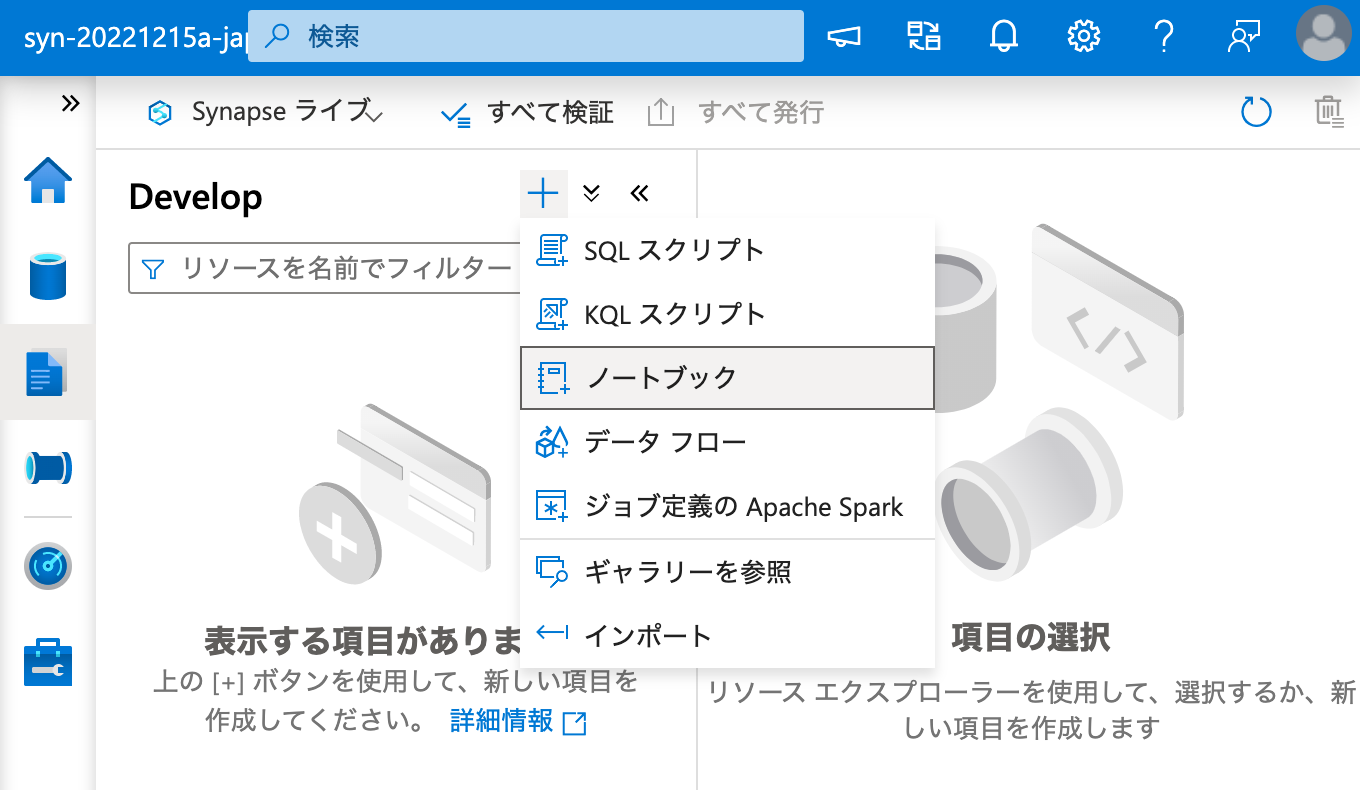 syn-20221215a-jap
検索
Synapse ライブ
すべて検証
すべて発行
Develop
リソースを名前でフィルター
SQL スクリプト
KQL スクリプト
ノートブック
データ フロー
ジョブ定義の Apache Spark
ギャラリーを参照
インポート
表示する項目がありま
上の [+] ボタンを使用して、新しい項目を
作成してください。 詳細情報
項目の選択
リソース エクスプローラーを使用して、選択するか、新
しい項目を作成します